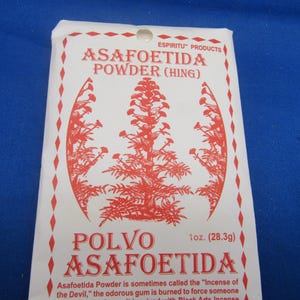 ESPIRITU™ PRODUCTS
ASAFOETIDA
POWDER (HING)
POLVO
1oz. (28.3g)
ASAFOETIDA
Asafoetida Powder is sometimes called the "Incense of
the Devil," the odorous gum is burned to force someone